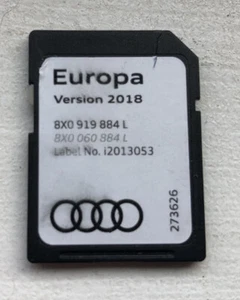 Europa
Version 2018
8X0 919 884 L
8X0 060 884 L
Label No. i2013053
273626